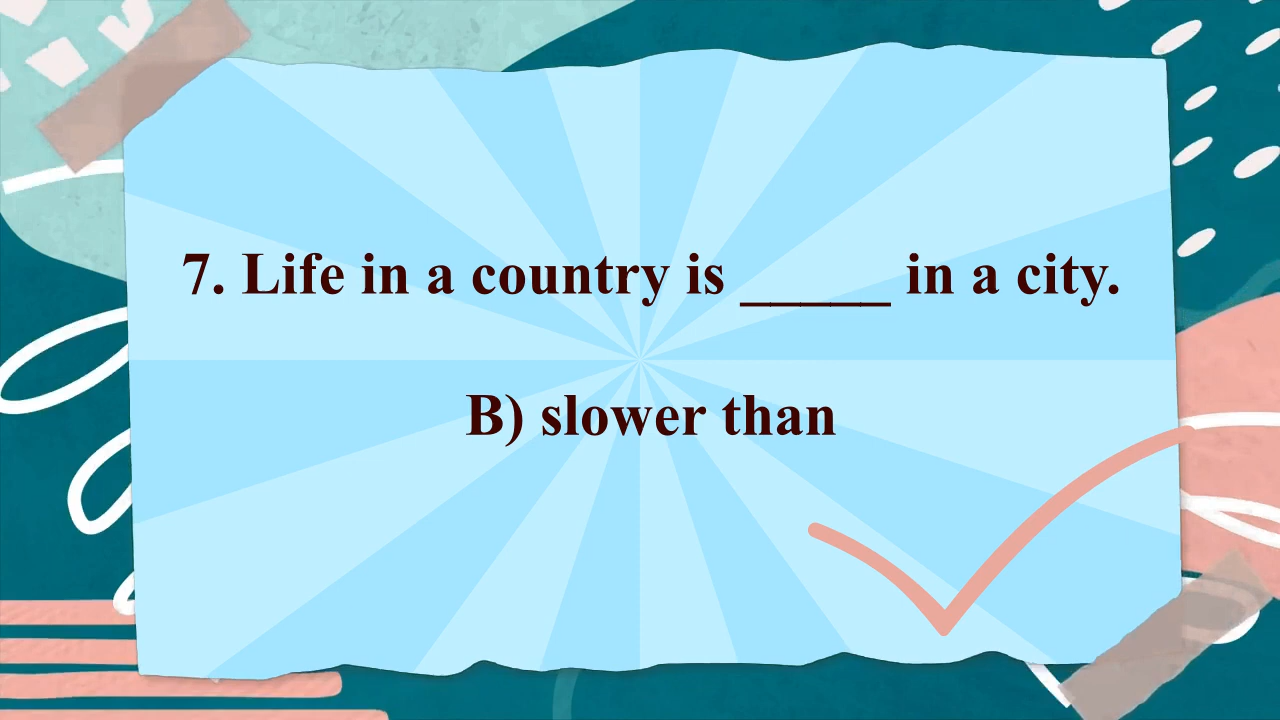 7. Life in a country is _____ in a city.
B) slower than